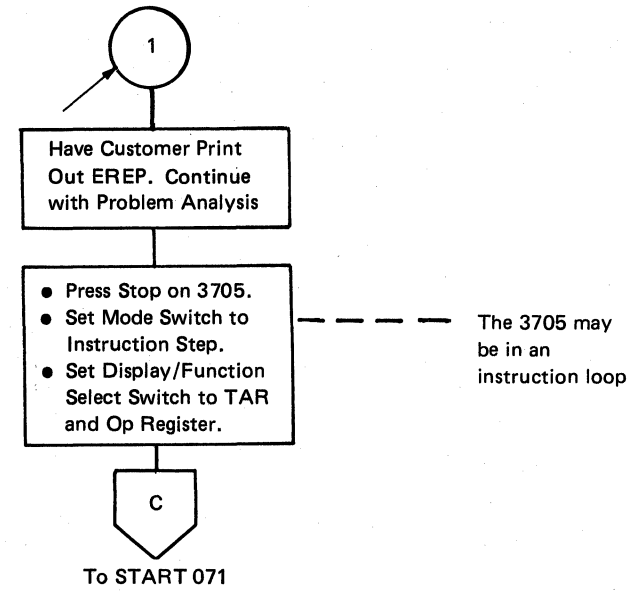 1
Have Customer Print
Out EREP. Continue
with Problem Analysis
● Press Stop on 3705.
● Set Mode Switch to
Instruction Step.
● Set Display/Function
Select Switch to TAR
and Op Register.
The 3705 may
be in an
instruction loop
C
To START 071